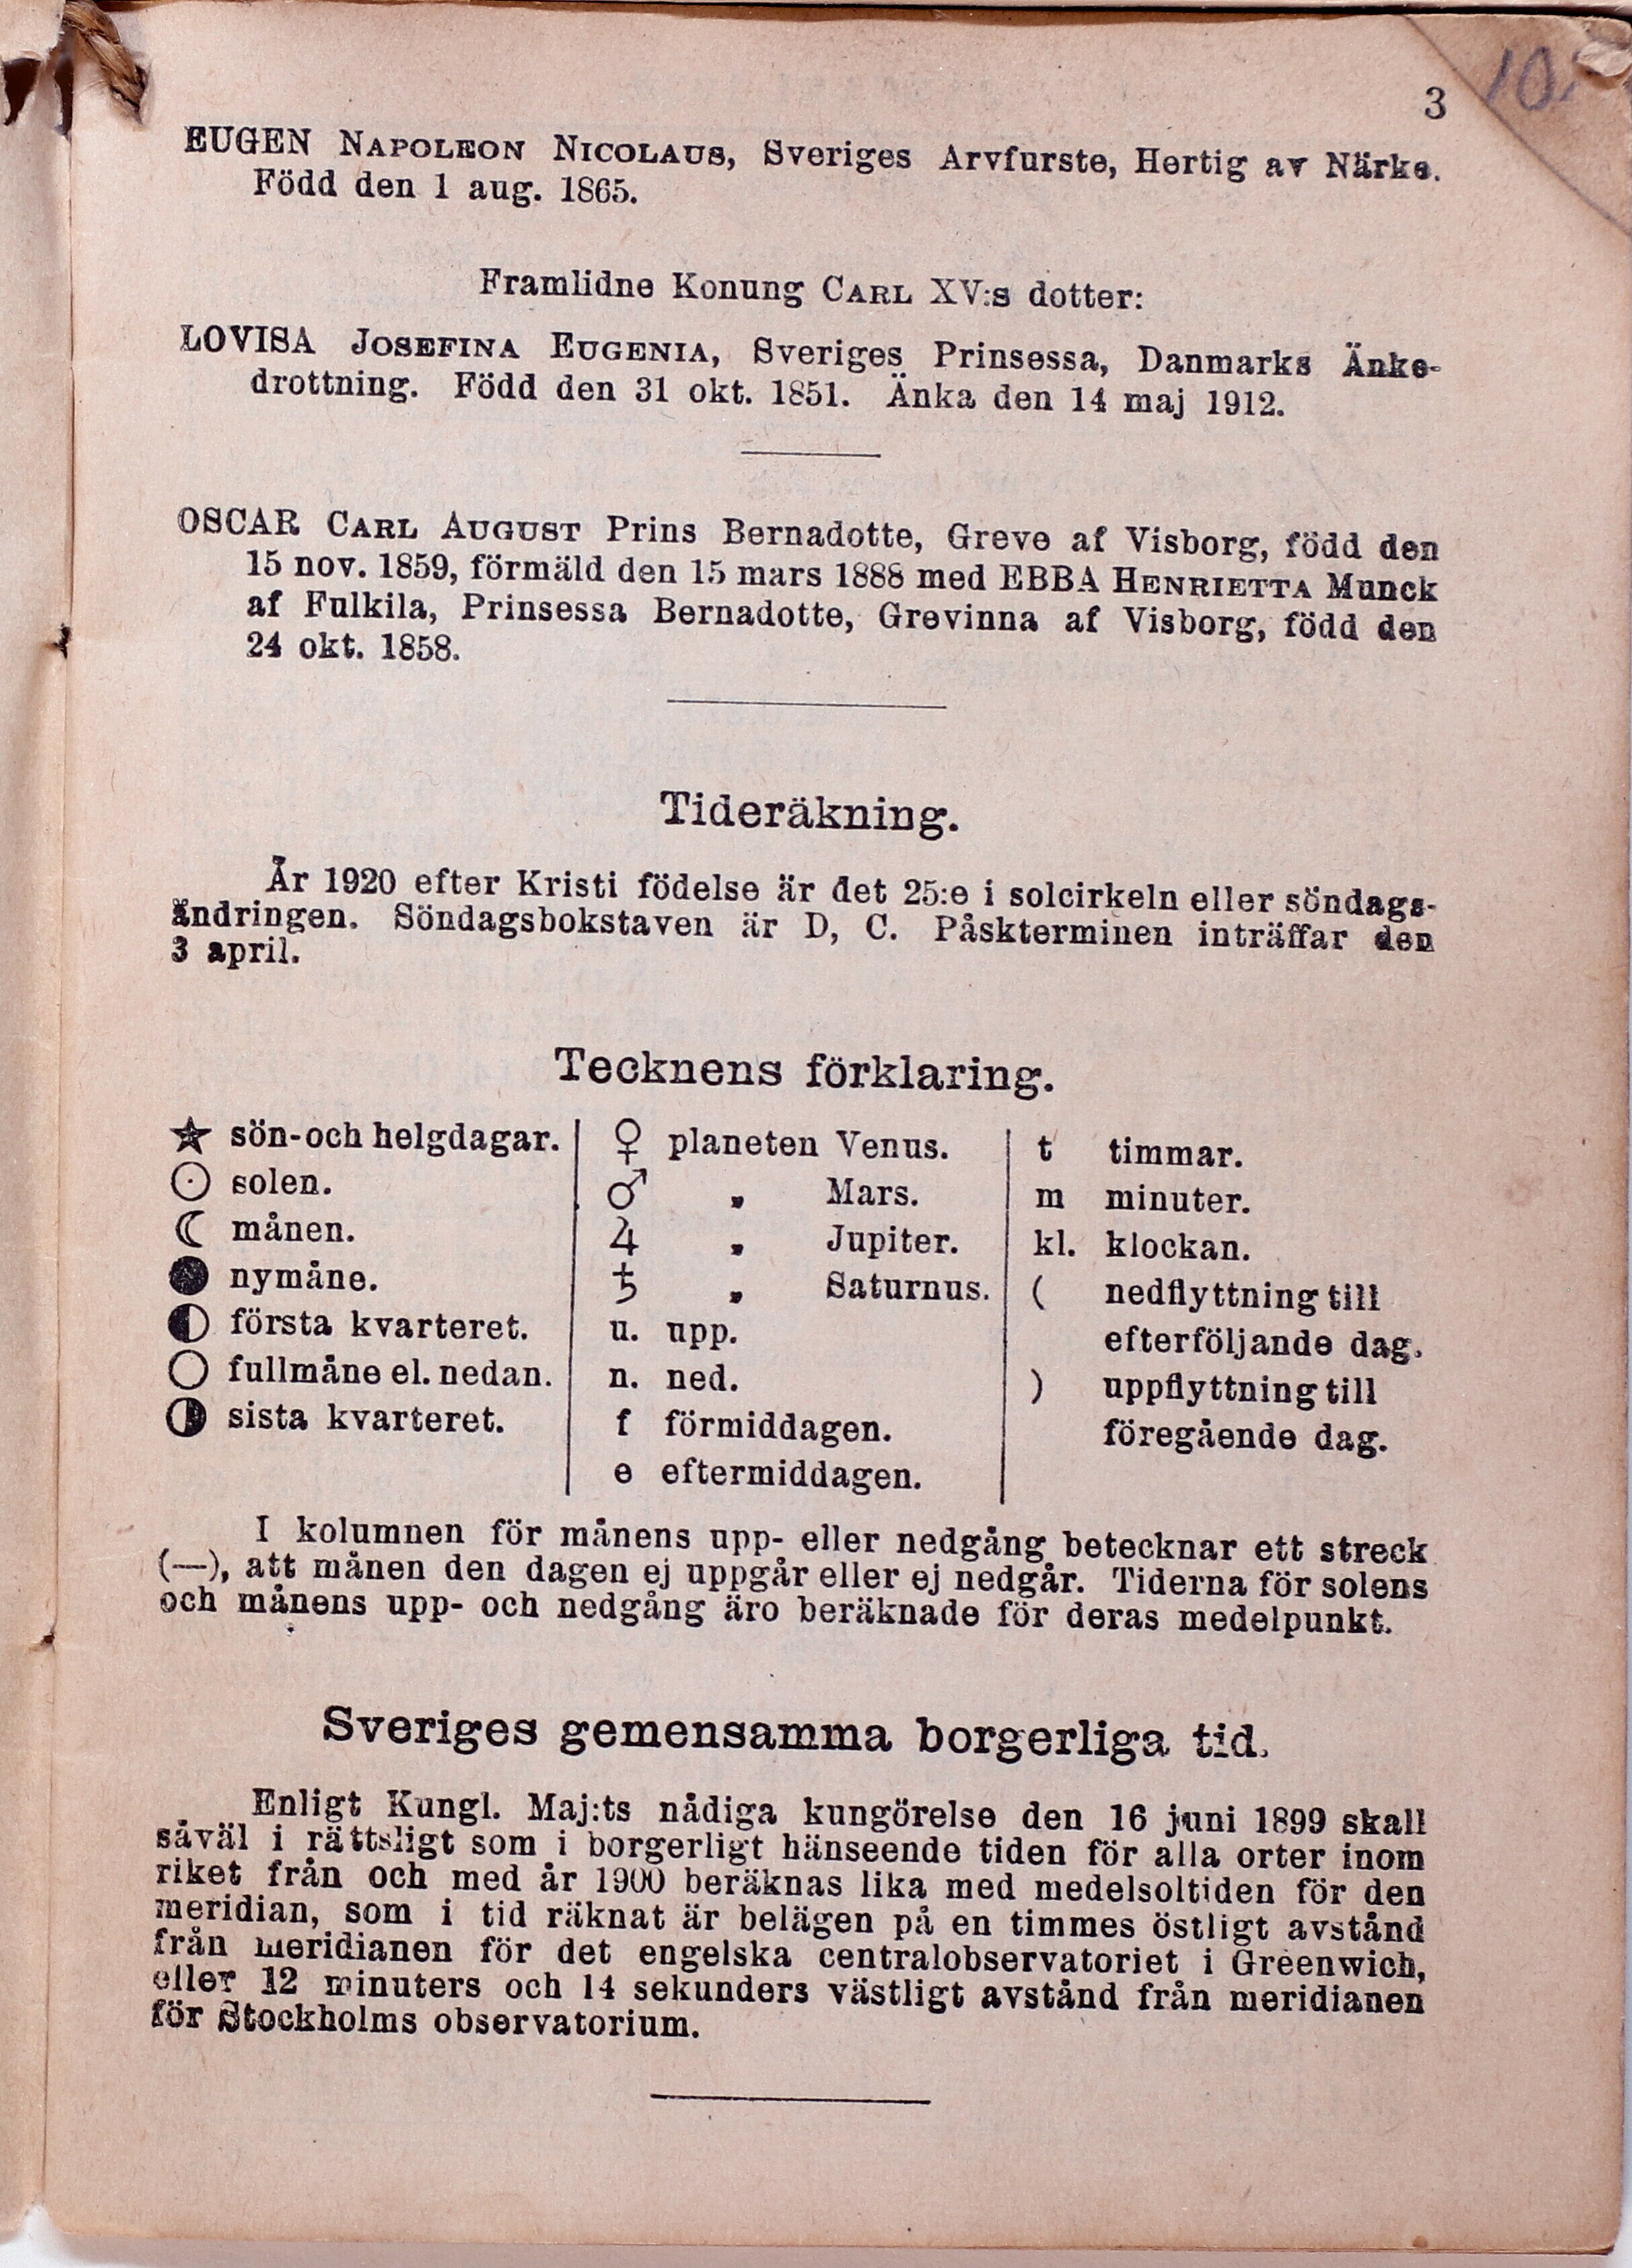 3
10.
EUGEN NAPOLEON NICOLAUS, Sveriges Arvfurste, Hertig av Närke.
Född den 1 aug. 1865.
Framlidne Konung CARL XV:s dotter:
LOVISA JOSEFINA EUGENIA, Sveriges Prinsessa, Danmarks Änke-
drottning. Född den 31 okt. 1851. Änka den 14 maj 1912.
OSCAR CARL AUGUST Prins Bernadotte, Greve af Visborg, född den
15 nov. 1859, förmäld den 15 mars 1888 med EBBA HENRIETTA Munck
af Fulkila, Prinsessa Bernadotte, Grevinna af Visborg, född den
24 okt. 1858.
Tideräkning.
År 1920 efter Kristi födelse är det 25:e i solcirkeln eller söndags-
ändringen. Söndagsbokstaven är D, C. Påskterminen inträffar den
3 april.
Tecknens förklaring.
☆ sön- och helgdagar.
☉ solen.
☾ månen.
● nymåne.
◐ första kvarteret.
○ fullmåne el. nedan.
◑ sista kvarteret.
♀ planeten Venus.
♂ „ Mars.
♃ „ Jupiter.
♄ „ Saturnus.
u. upp.
n. ned.
f förmiddagen.
e eftermiddagen.
t timmar.
m minuter.
kl. klockan.
( nedflyttning till
efterföljande dag.
) uppflyttning till
föregående dag.
I kolumnen för månens upp- eller nedgång betecknar ett streck
(—), att månen den dagen ej uppgår eller ej nedgår. Tiderna för solens
och månens upp- och nedgång äro beräknade för deras medelpunkt.
Sveriges gemensamma borgerliga tid.
Enligt Kungl. Maj:ts nådiga kungörelse den 16 juni 1899 skall
såväl i rättsligt som i borgerligt hänseende tiden för alla orter inom
riket från och med år 1900 beräknas lika med medelsoltiden för den
meridian, som i tid räknat är belägen på en timmes östligt avstånd
från meridianen för det engelska centralobservatoriet i Greenwich,
eller 12 minuters och 14 sekunders västligt avstånd från meridianen
för Stockholms observatorium.